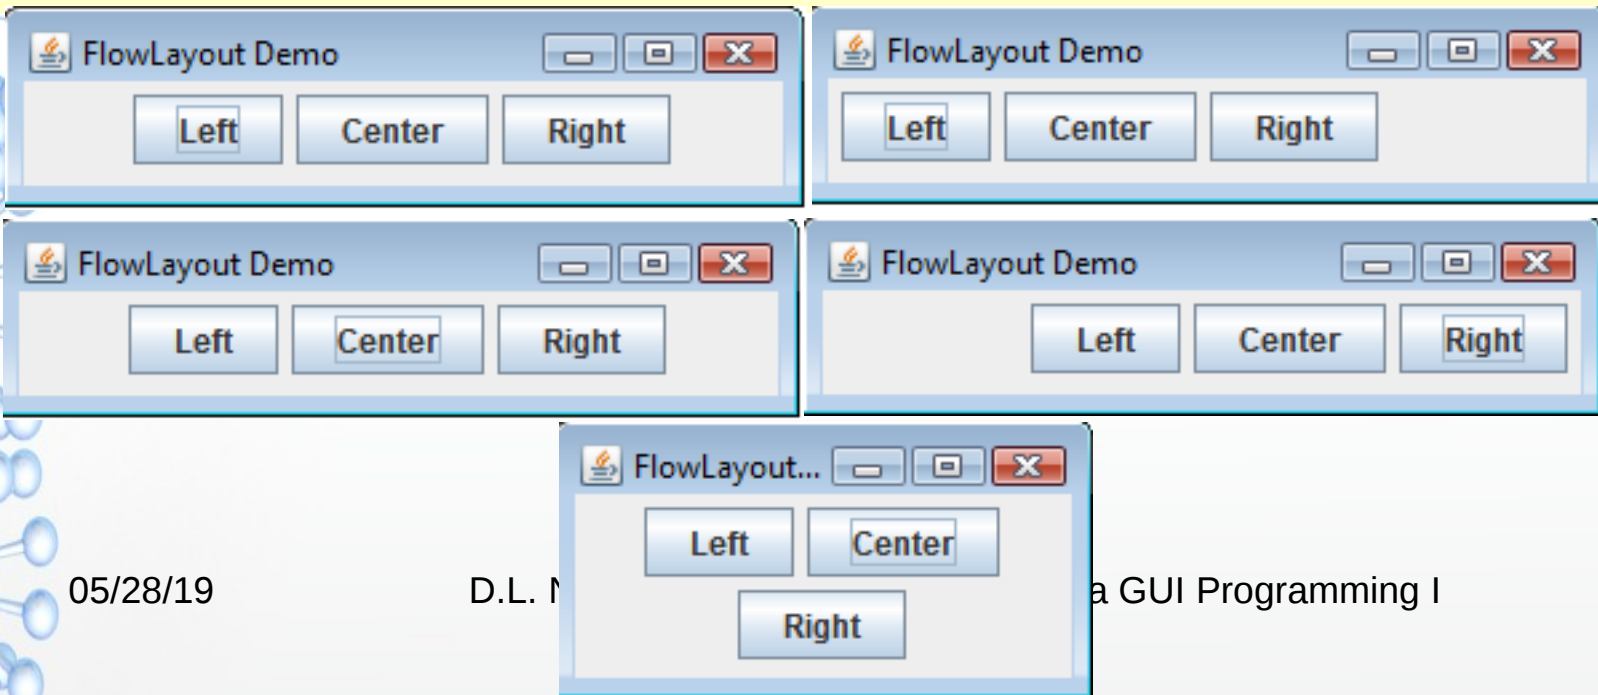 FlowLayout Demo
Left Center Right
FlowLayout Demo
Left Center Right
FlowLayout Demo
Left Center Right
FlowLayout Demo
Left Center Right
FlowLayout...
Left Center
Right
05/28/19 D.L. GUI Programming I